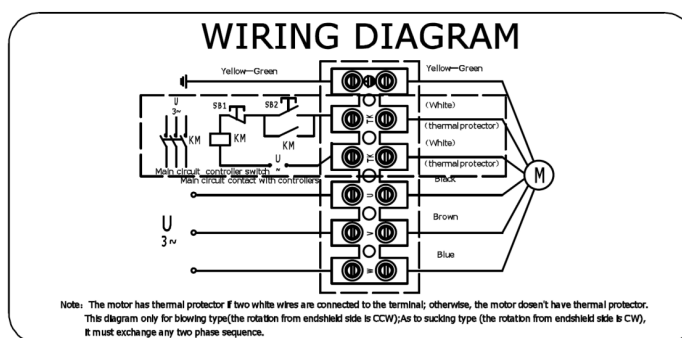 WIRING DIAGRAM
Yellow—Green
Yellow—Green
U
3~
SB1
SB2
(White)
TK
KM
KM
KM
(thermal protector)
(White)
U
~
TK
(thermal protector)
Main circuit controller switch
Main circuit contact with controllers
Black
U
M
U
3~
Brown
V
Blue
W
Note: The motor has thermal protector if two white wires are connected to the terminal; otherwise, the motor dosen't have thermal protector.
This diagram only for blowing type(the rotation from endshield side is CCW);As to sucking type (the rotation from endshield side is CW),
it must exchange any two phase sequence.